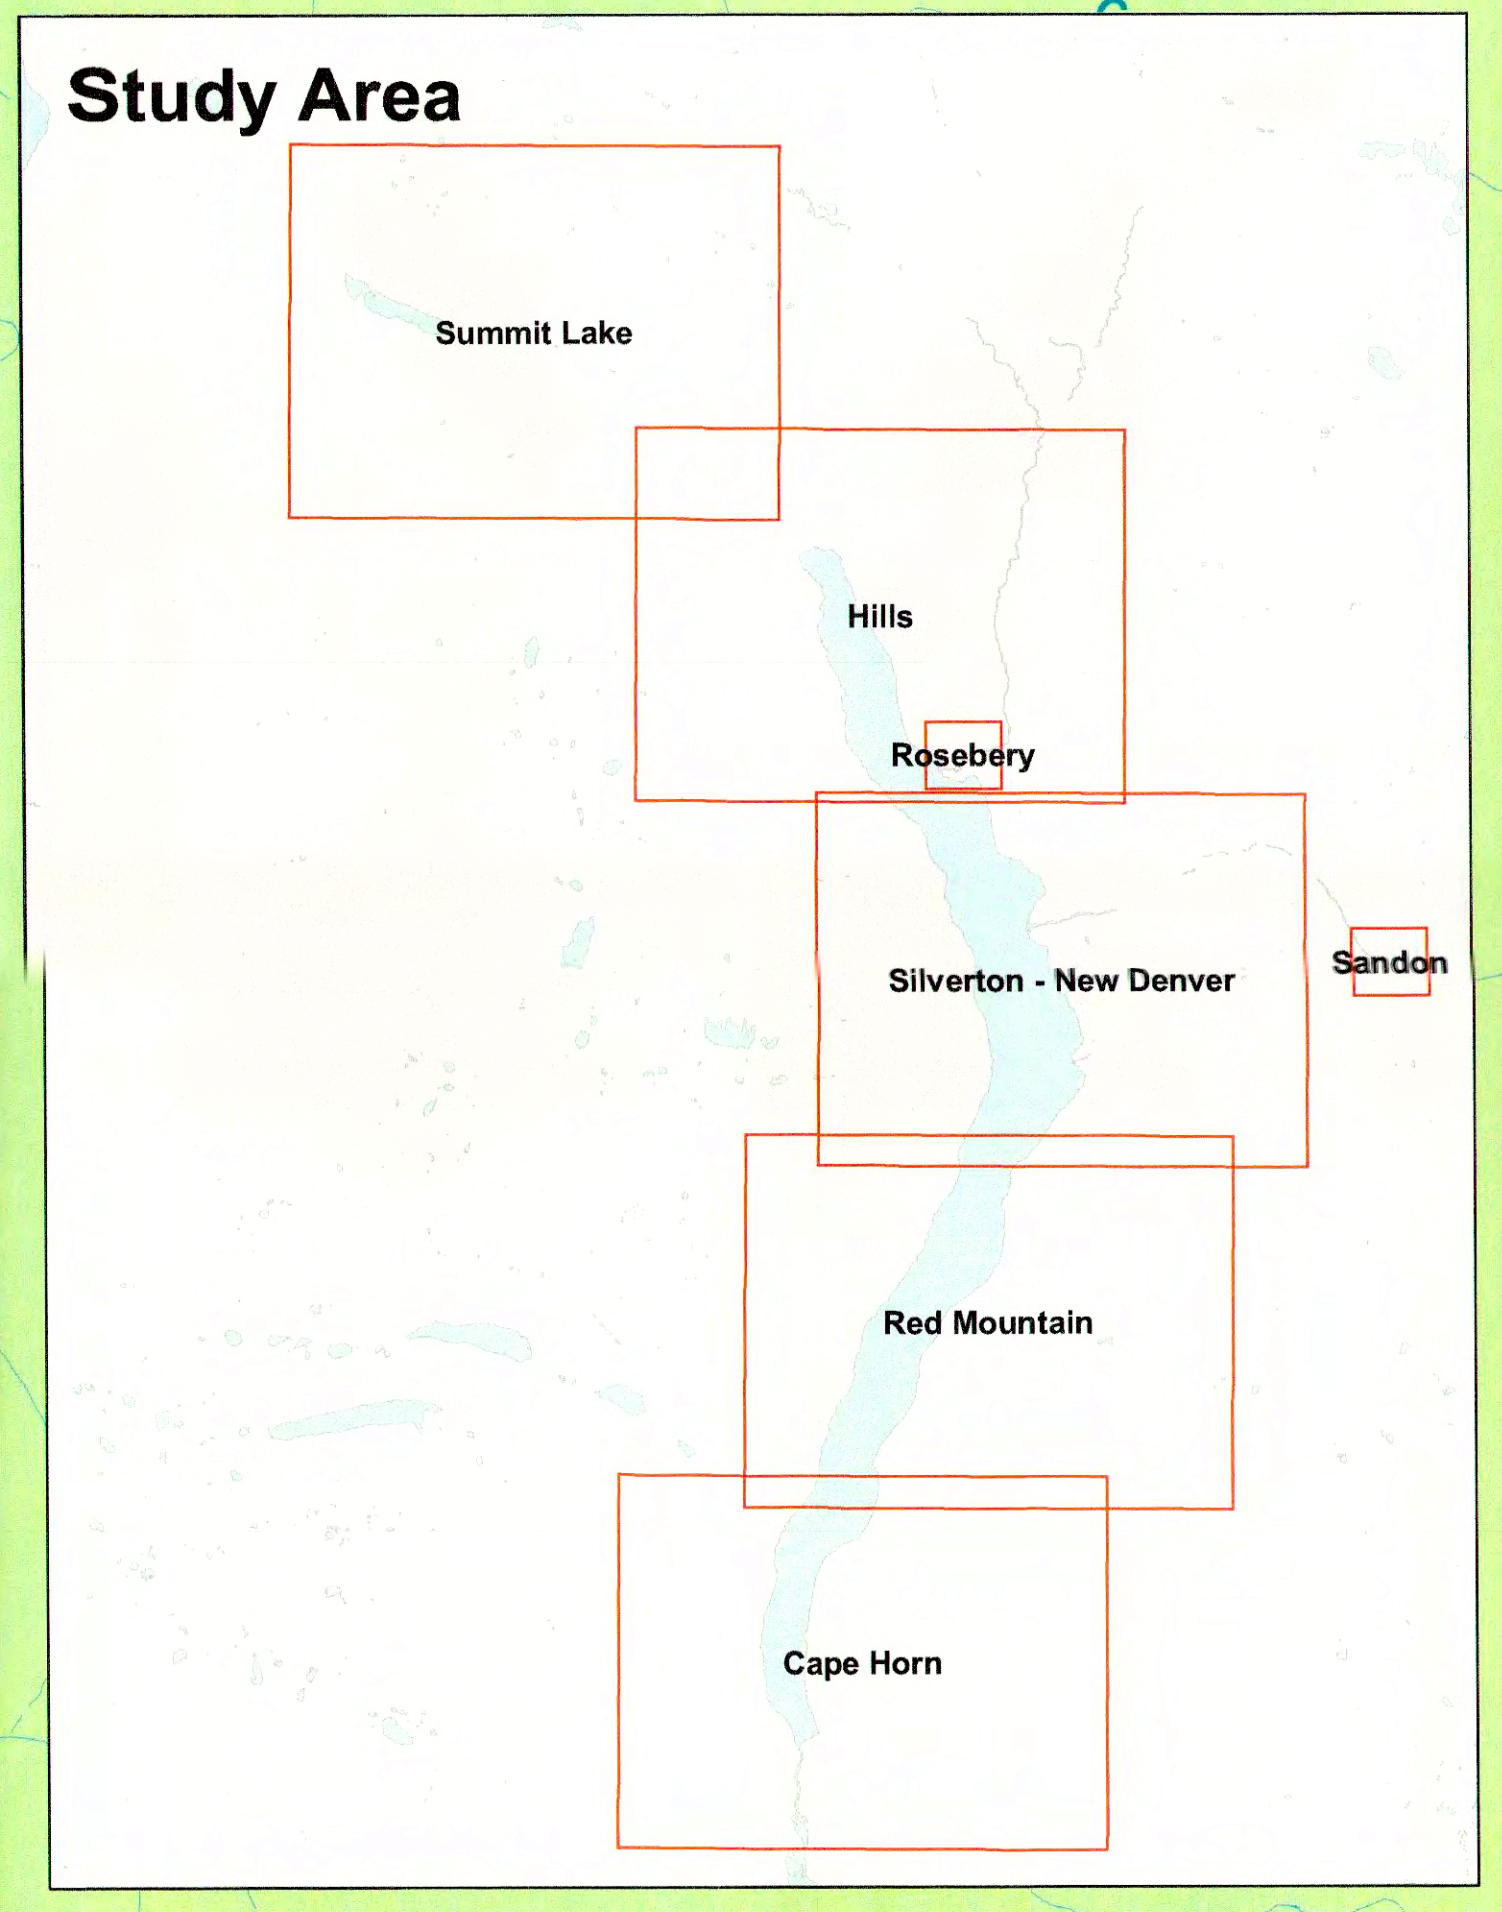 Study Area
Summit Lake
Hills
Rosebery
Sandon
Silverton - New Denver
Red Mountain
Cape Horn